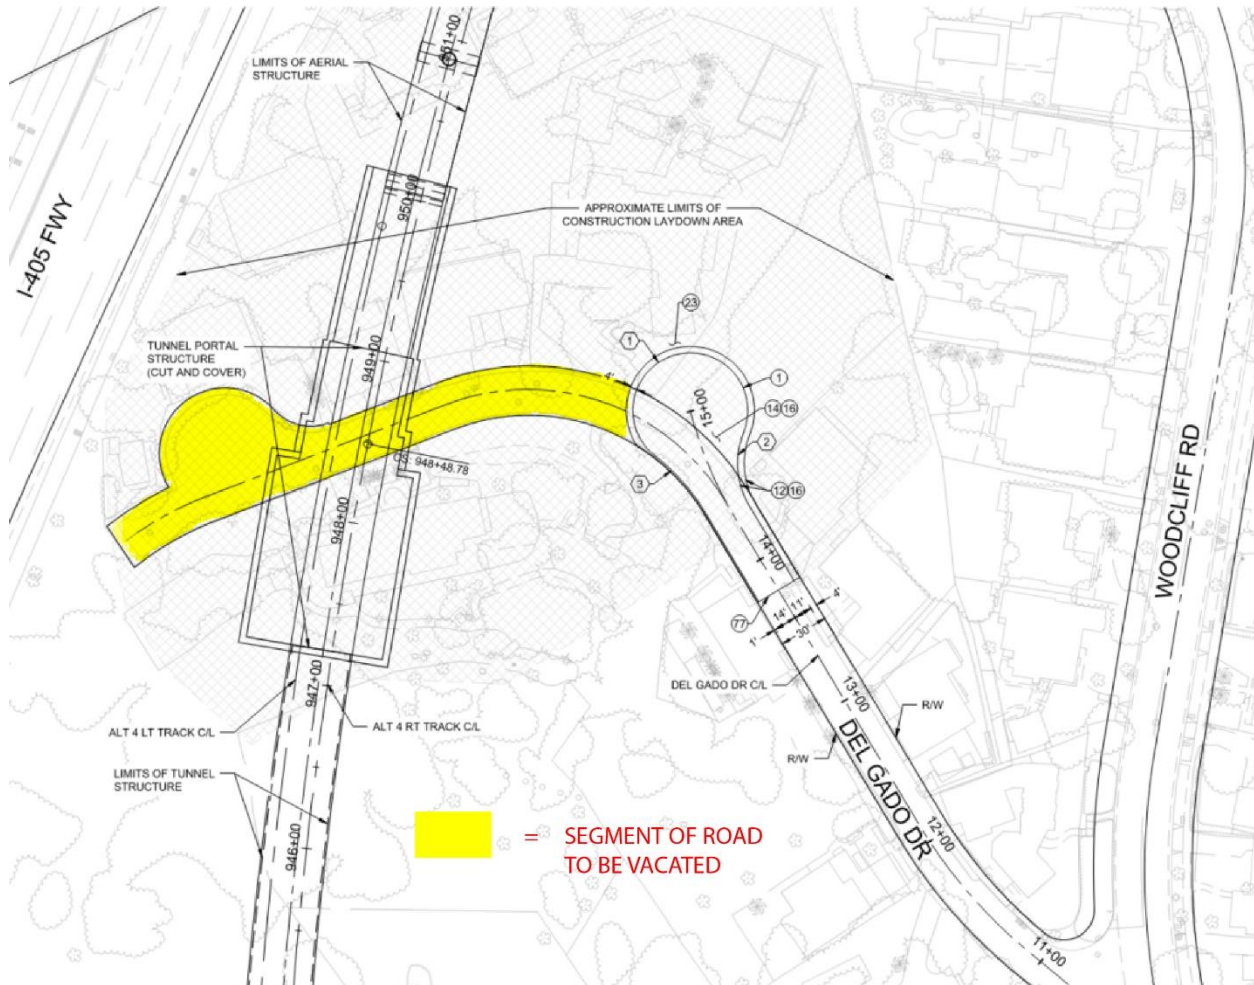 951+00
LIMITS OF AERIAL
STRUCTURE
950+00
I-405 FWY
APPROXIMATE LIMITS OF
CONSTRUCTION LAYDOWN AREA
23
1
TUNNEL PORTAL
STRUCTURE
(CUT AND COVER)
949+00
4'
1
15+00
14 16
2
CS: 948+48.78
3
12 16
948+00
14+00
WOODCLIFF RD
77
1'
14'
11'
4'
30'
947+00
DEL GADO DR C/L
13+00
R/W
ALT 4 LT TRACK C/L
ALT 4 RT TRACK C/L
R/W
DEL GADO DR
LIMITS OF TUNNEL
STRUCTURE
946+00
= SEGMENT OF ROAD
TO BE VACATED
12+00
11+00